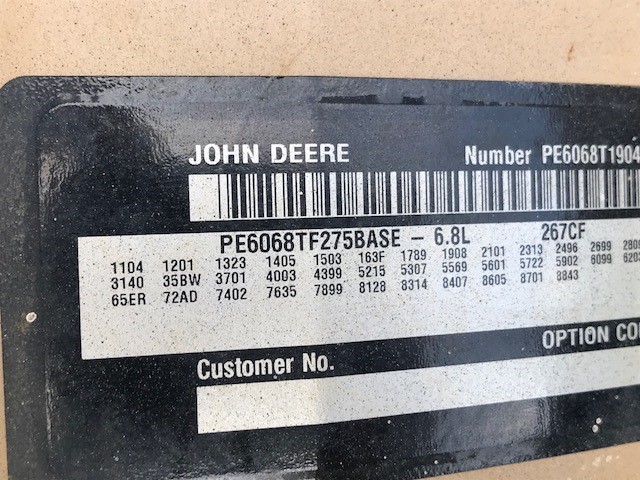 JOHN DEERE Number PE6068T1904
PE6068TF275BASE – 6.8L 267CF
1104 1201 1323 1405 1503 163F 1789 1908 2101 2313 2496 2699 280
3140 35BW 3701 4003 4399 5215 5307 5569 5601 5722 5902 6099 620
65ER 72AD 7402 7635 7899 8128 8314 8407 8605 8701 8843
OPTION CO
Customer No.